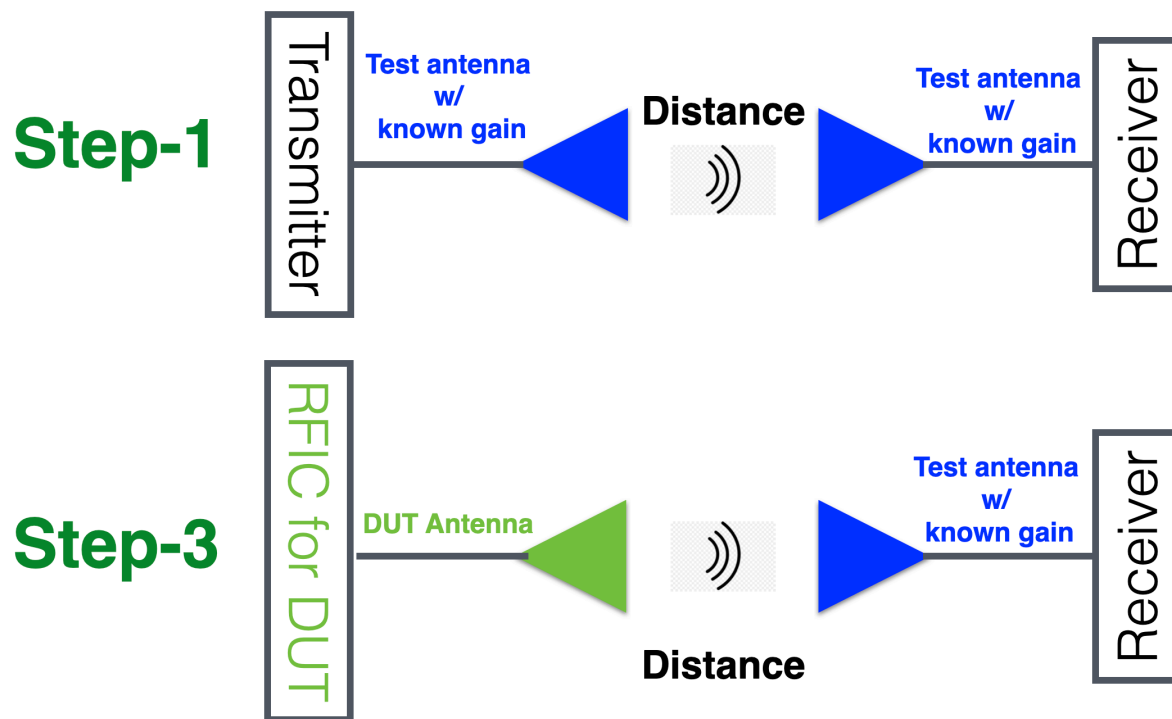 Step-1
Transmitter
Test antenna
w/
known gain
Distance
Test antenna
w/
known gain
Receiver
Step-3
RFIC for DUT
DUT Antenna
Distance
Test antenna
w/
known gain
Receiver